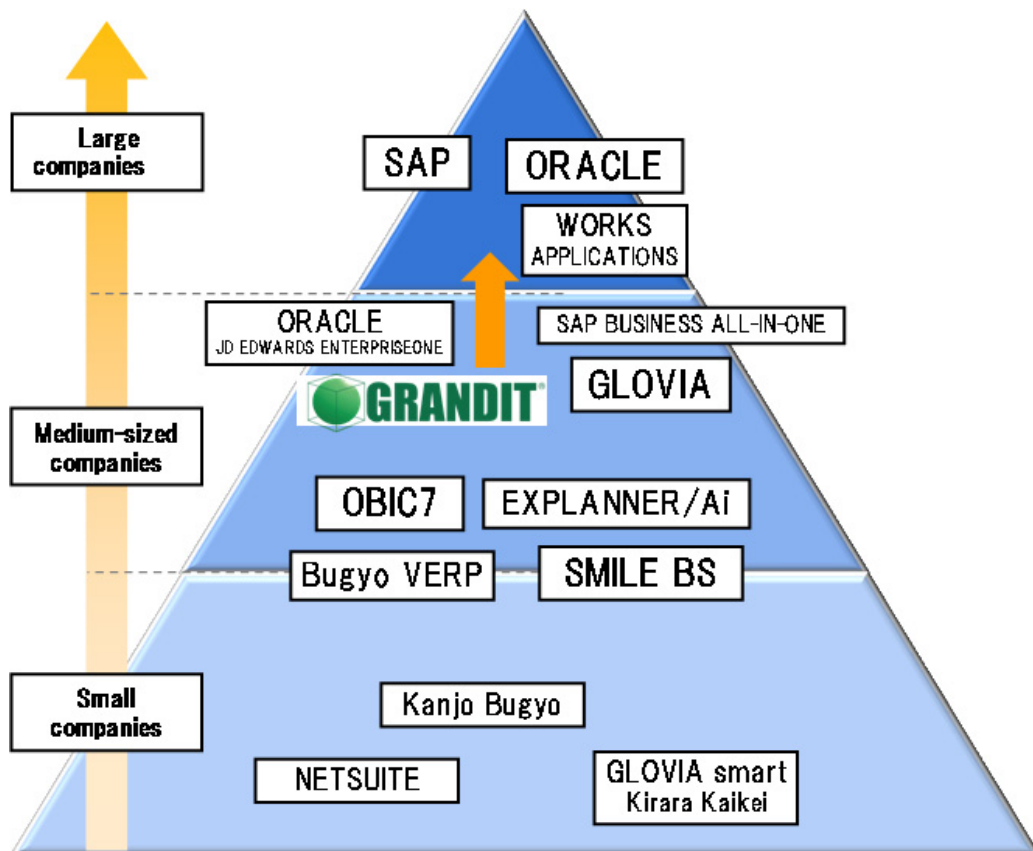 Large
companies
SAP
ORACLE
WORKS
APPLICATIONS
ORACLE
JD EDWARDS ENTERPRISEONE
SAP BUSINESS ALL-IN-ONE
GRANDIT®
GLOVIA
Medium-sized
companies
OBIC7
EXPLANNER/Ai
Bugyo VERP
SMILE BS
Small
companies
Kanjo Bugyo
NETSUITE
GLOVIA smart
Kirara Kaikei